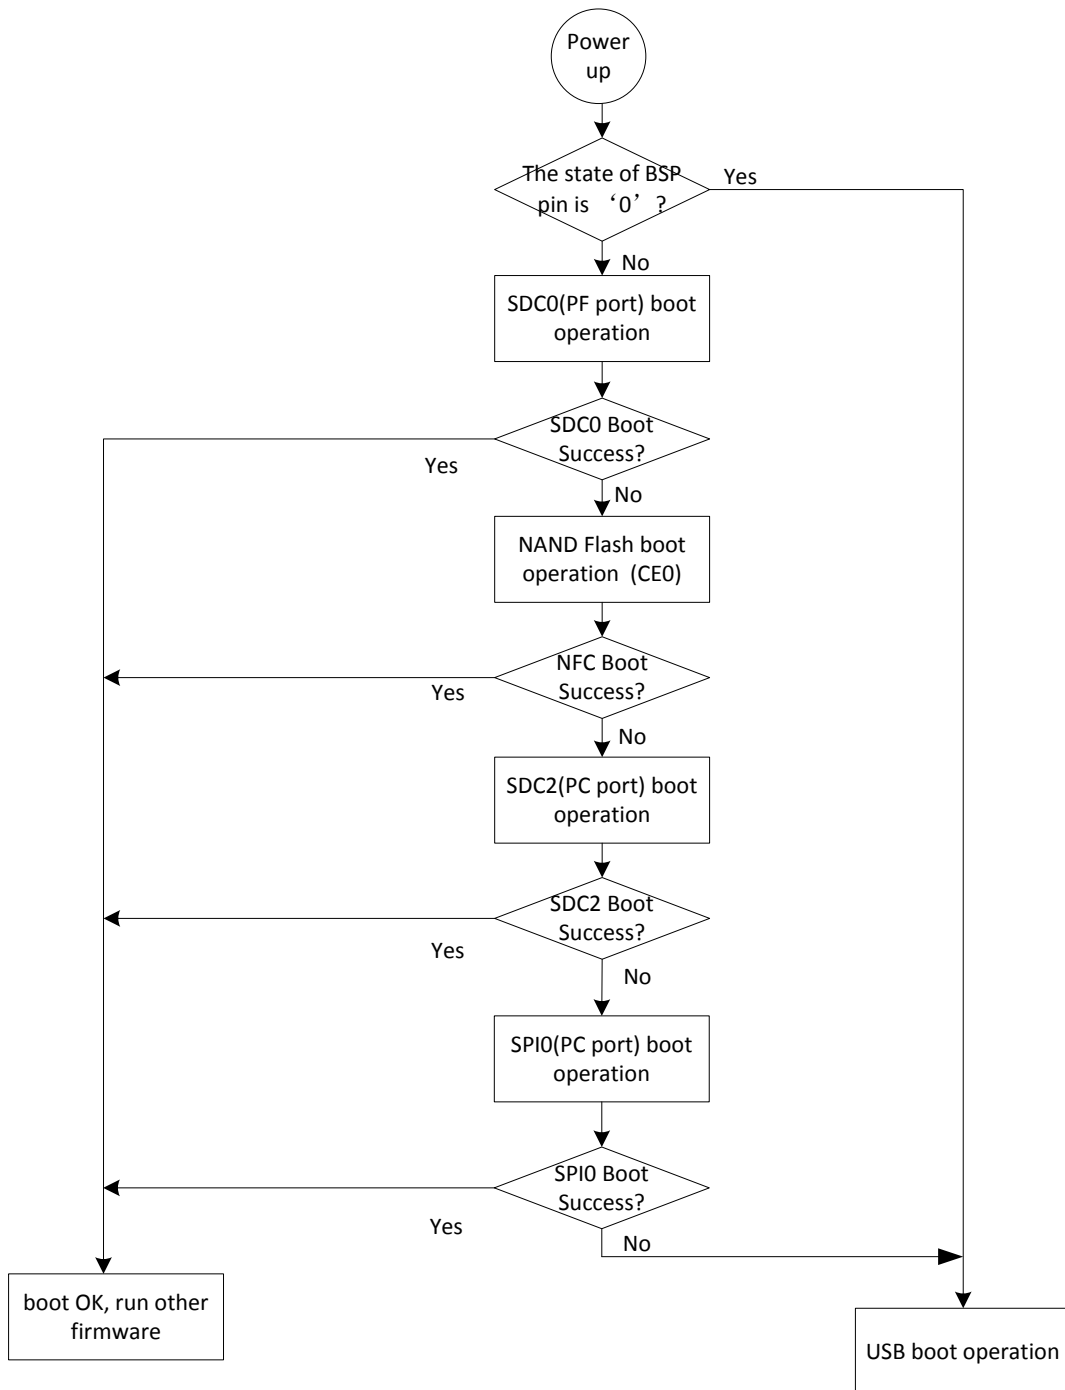 Power
up
The state of BSP
pin is ‘0’ ?
Yes
No
SDC0(PF port) boot
operation
SDC0 Boot
Success?
Yes
No
NAND Flash boot
operation (CE0)
NFC Boot
Success?
Yes
No
SDC2(PC port) boot
operation
SDC2 Boot
Success?
Yes
No
SPI0(PC port) boot
operation
SPI0 Boot
Success?
Yes
No
boot OK, run other
firmware
USB boot operation